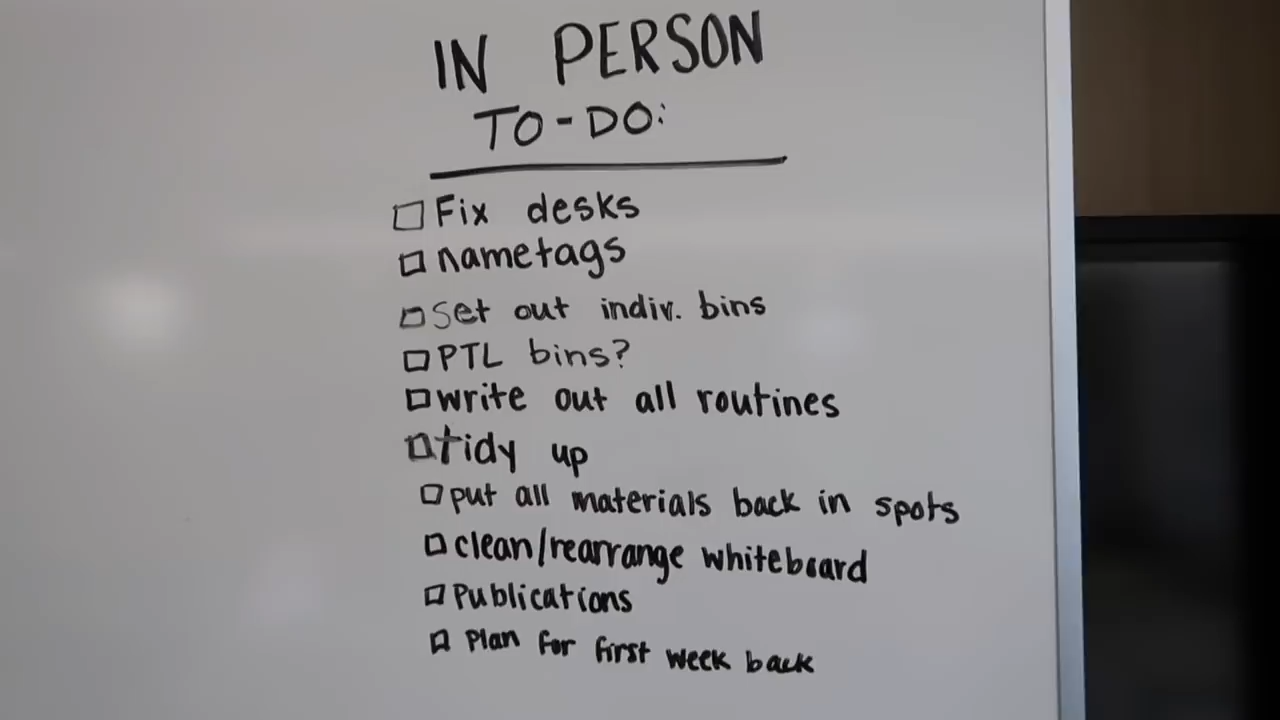 IN PERSON
TO-DO:
Fix desks
nametags
set out indiv. bins
PTL bins?
write out all routines
tidy up
put all materials back in spots
clean/rearrange whiteboard
Publications
Plan for first week back